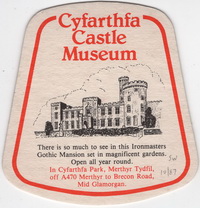 Cyfarthfa
Castle
Museum
There is so much to see in this Ironmasters
Gothic Mansion set in magnificent gardens.
Open all year round.
In Cyfarthfa Park, Merthyr Tydfil,
off A470 Merthyr to Brecon Road,
Mid Glamorgan.